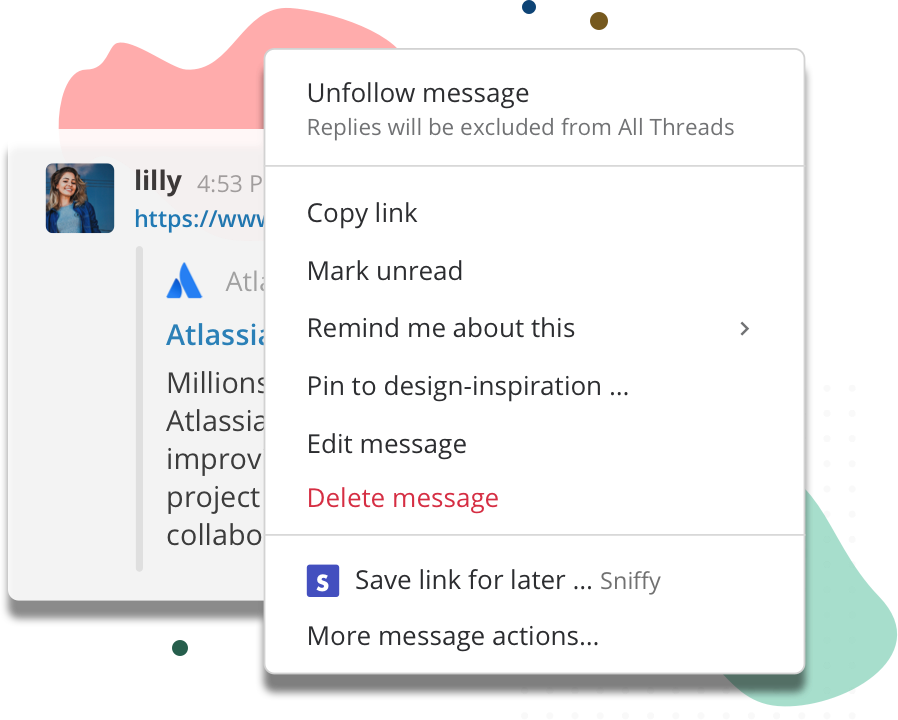 Unfollow message
Replies will be excluded from All Threads
lilly 4:53 P
https://www
Atla
Atlassia
Millions
Atlassia
improv
project
collabo
Copy link
Mark unread
Remind me about this
Pin to design-inspiration ...
Edit message
Delete message
S Save link for later ... Sniffy
More message actions...